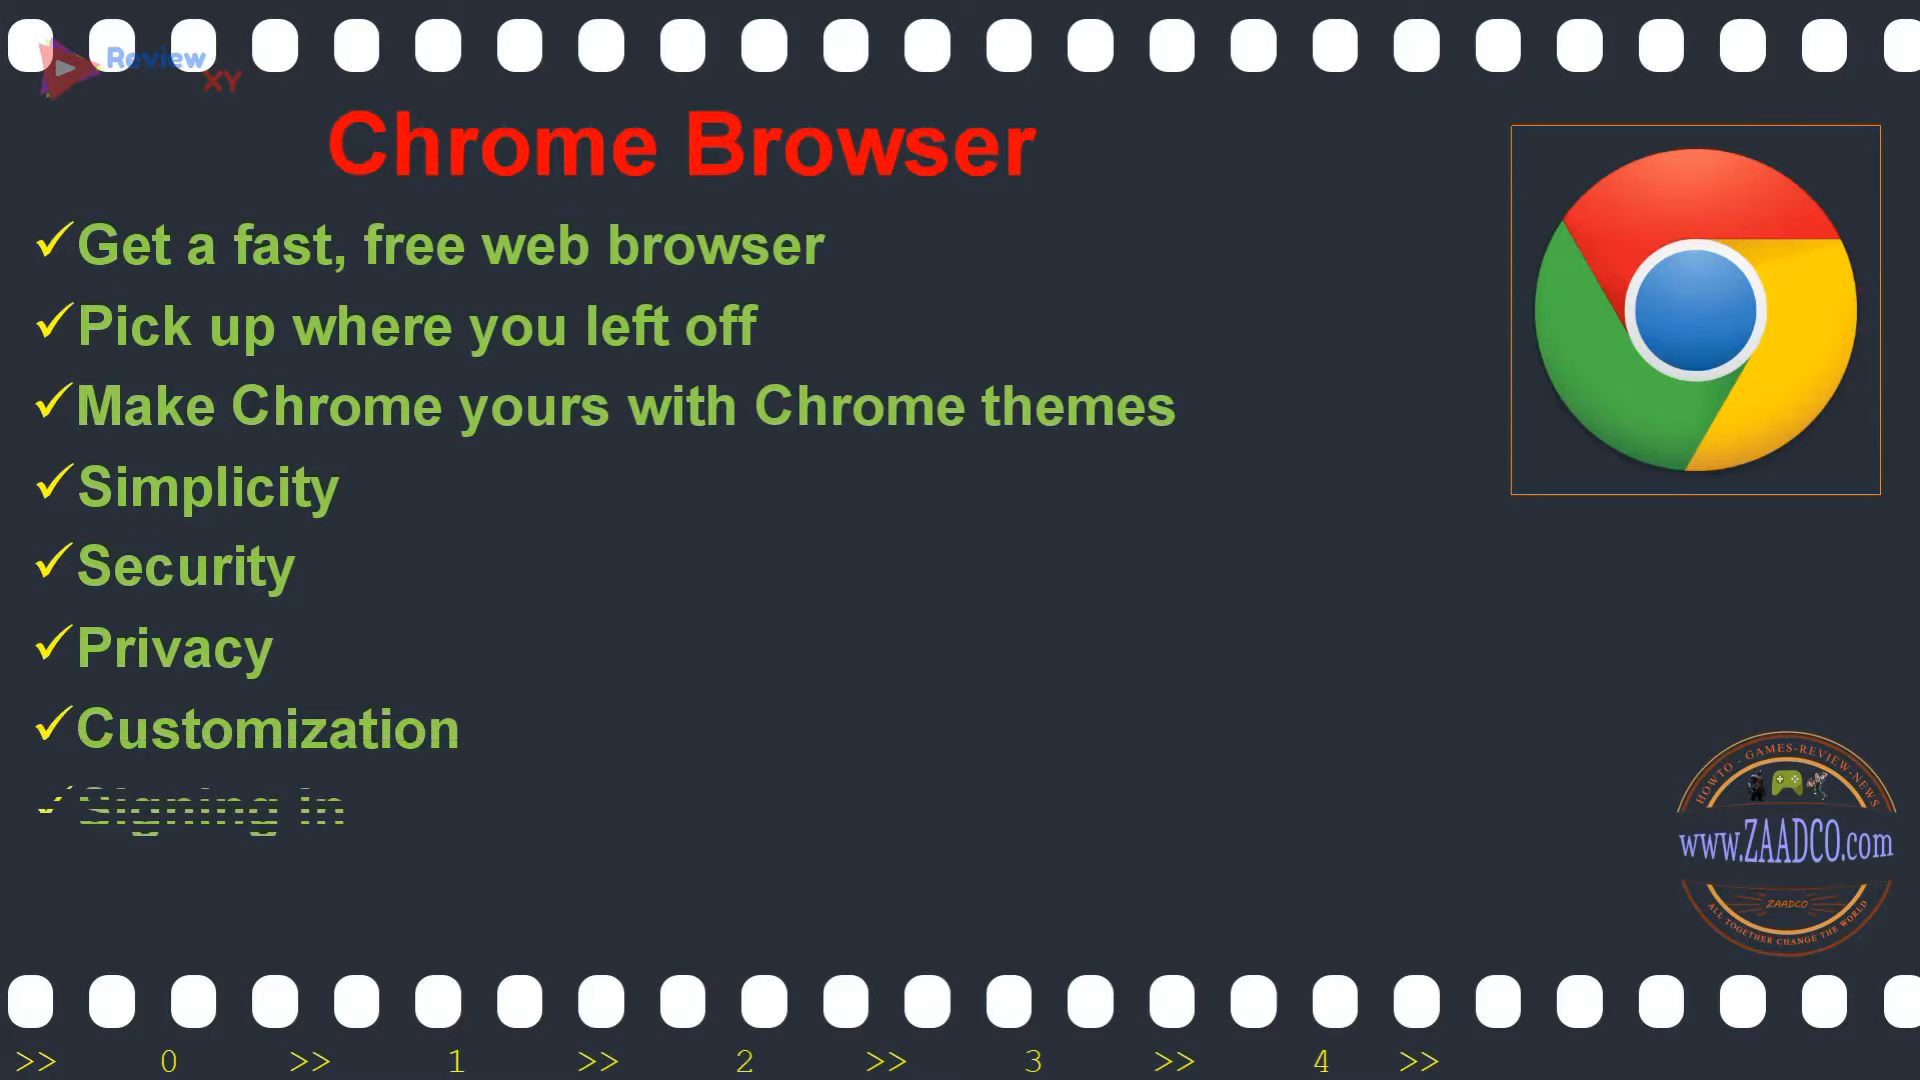 Review
XY
Chrome Browser
✓Get a fast, free web browser
✓Pick up where you left off
✓Make Chrome yours with Chrome themes
✓Simplicity
✓Security
✓Privacy
✓Customization
✓Signing in
HOWTO - GAMES-REVIEW-NEWS
www.ZAADCO.com
ZAADCO
ALL TOGETHER CHANGE THE WORLD
>> 0 >> 1 >> 2 >> 3 >> 4 >>